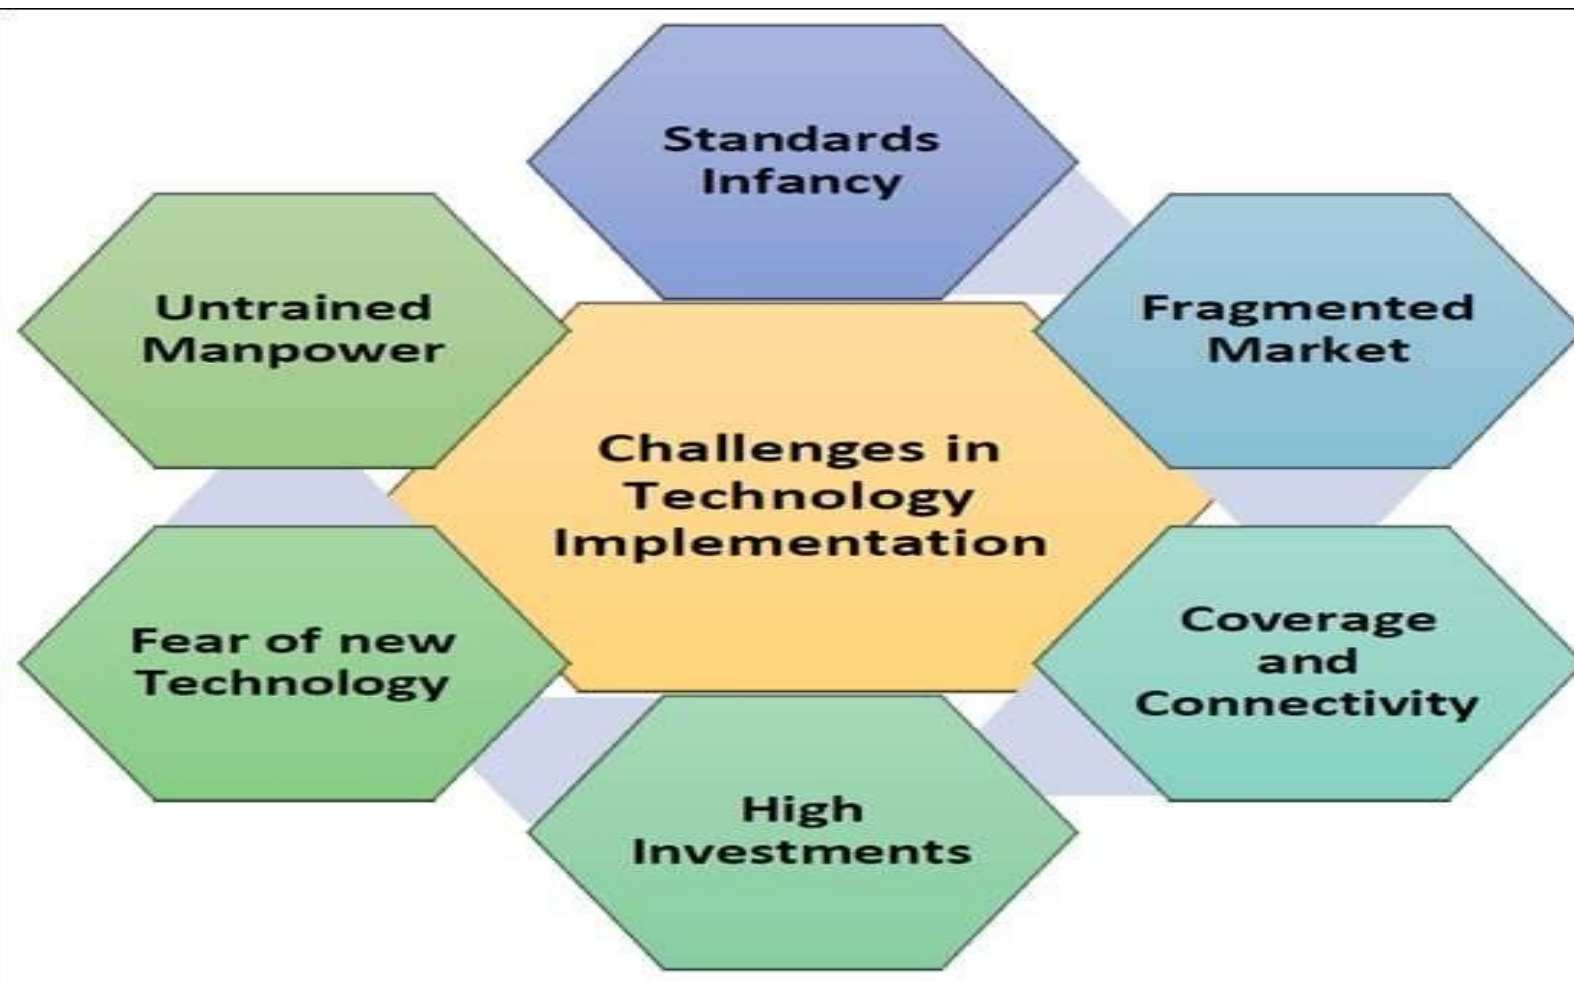 Standards
Infancy
Fragmented
Market
Coverage
and
Connectivity
High
Investments
Fear of new
Technology
Untrained
Manpower
Challenges in
Technology
Implementation